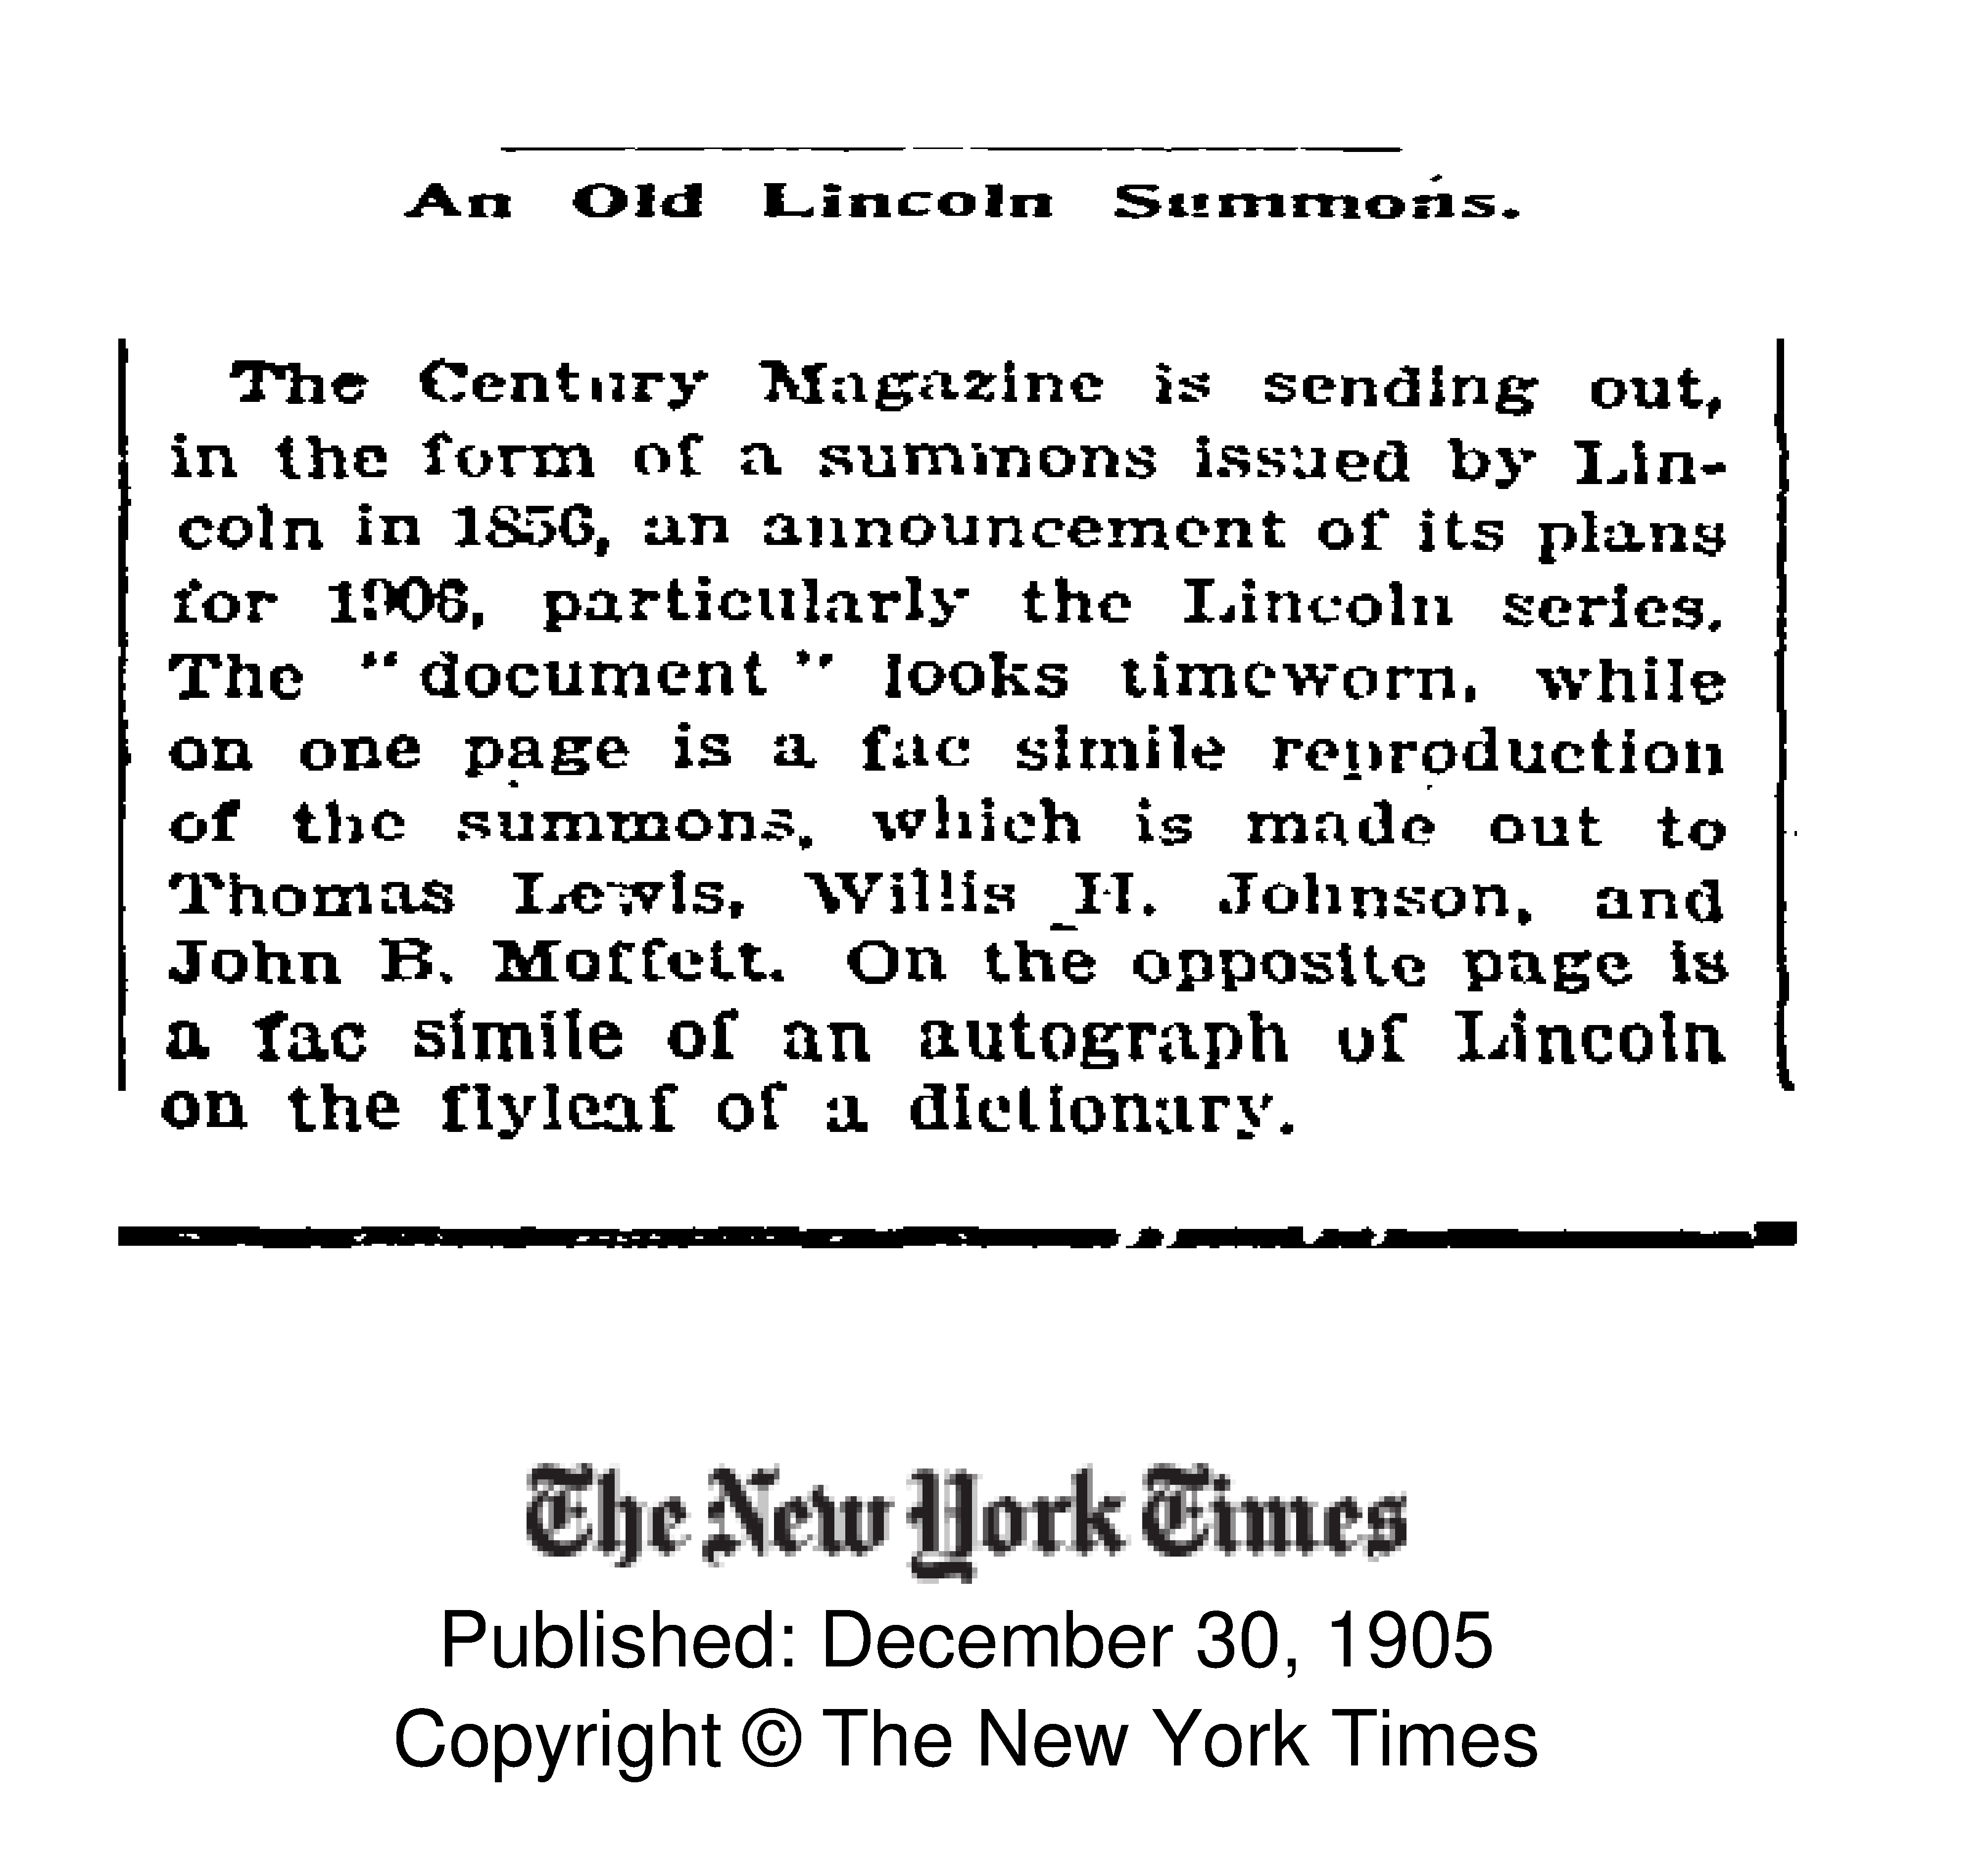 An Old Lincoln Summons.
The Century Magazine is sending out,
in the form of a summons issued by Lin-
coln in 1856, an announcement of its plans
for 1906, particularly the Lincoln series.
The "document" looks timeworn, while
on one page is a fac simile reproduction
of the summons, which is made out to
Thomas Lewis, Willis H. Johnson, and
John B. Moffett. On the opposite page is
a fac simile of an autograph of Lincoln
on the flyleaf of a dictionary.
The New York Times
Published: December 30, 1905
Copyright © The New York Times